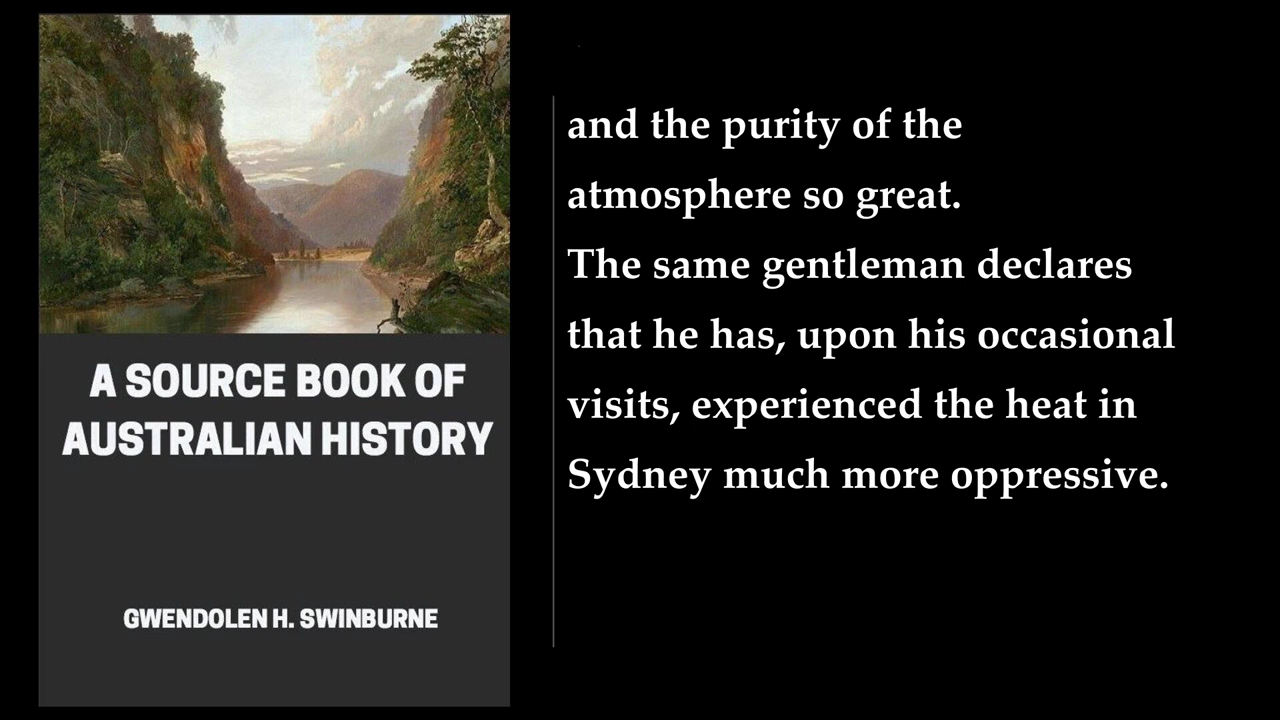 A SOURCE BOOK OF
AUSTRALIAN HISTORY
GWENDOLEN H. SWINBURNE
and the purity of the
atmosphere so great.
The same gentleman declares
that he has, upon his occasional
visits, experienced the heat in
Sydney much more oppressive.